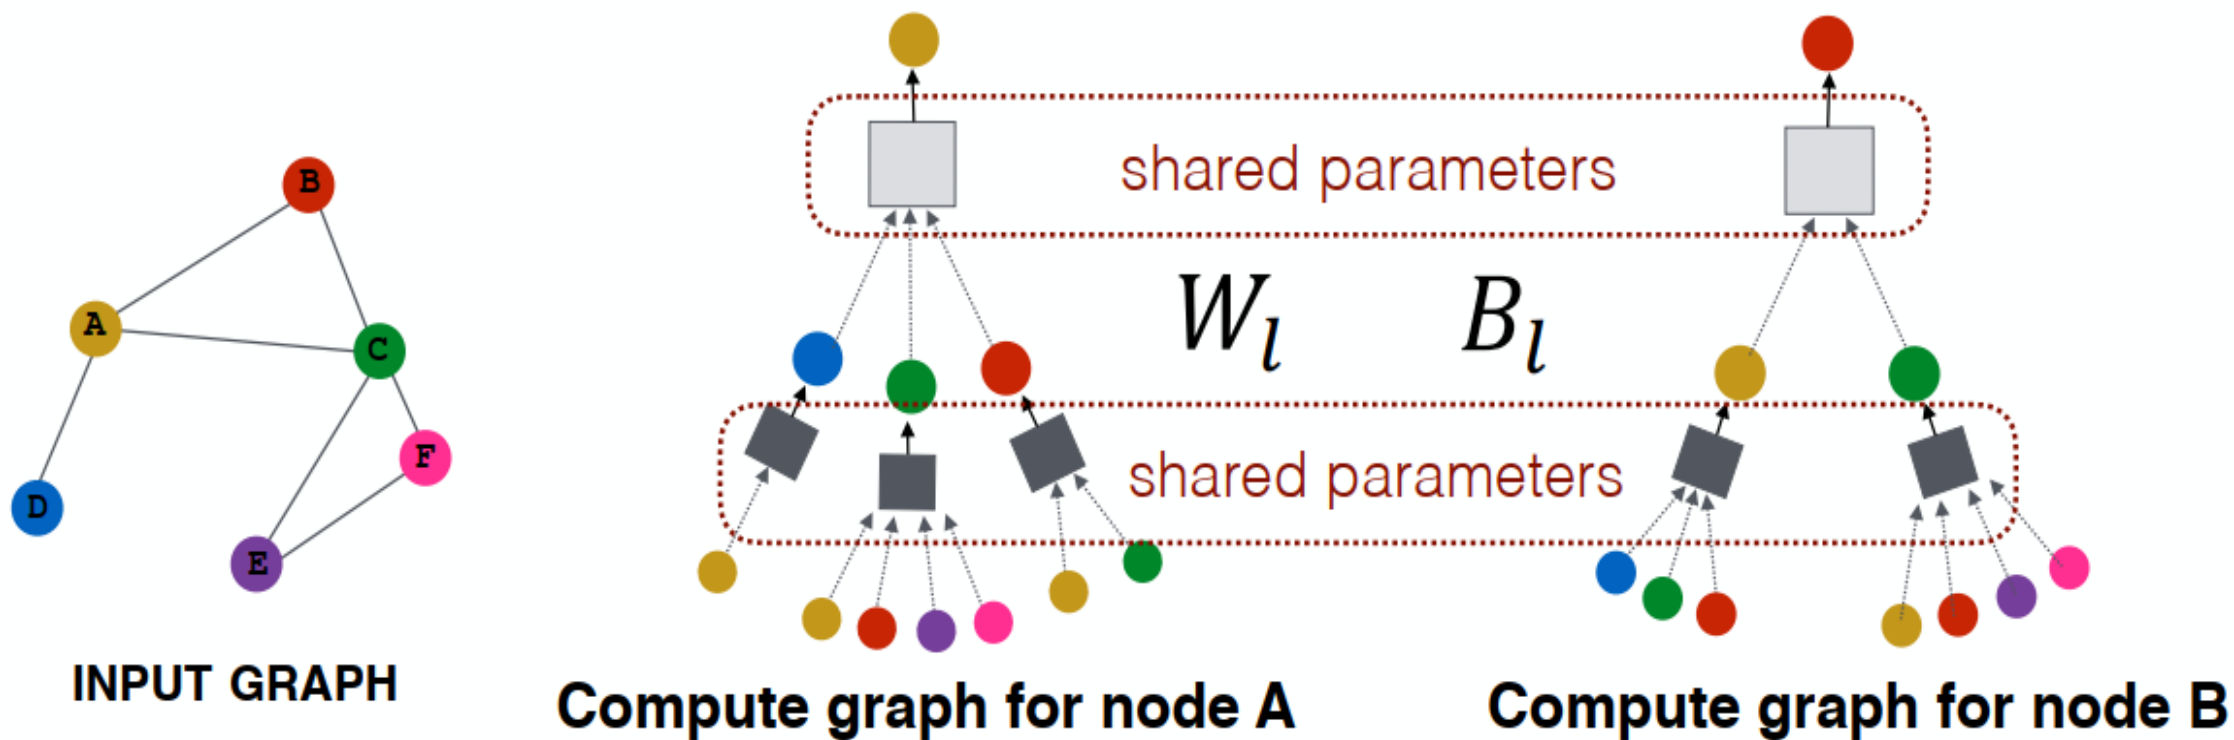 B
shared parameters
A
C
W_l B_l
F
shared parameters
D
E
INPUT GRAPH
Compute graph for node A
Compute graph for node B